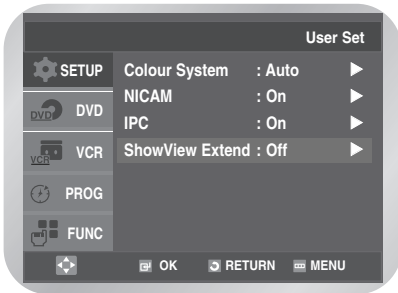 User Set
SETUP
Colour System : Auto
NICAM : On
DVD DVD
IPC : On
VCR VCR
ShowView Extend : Off
PROG
FUNC
OK RETURN MENU